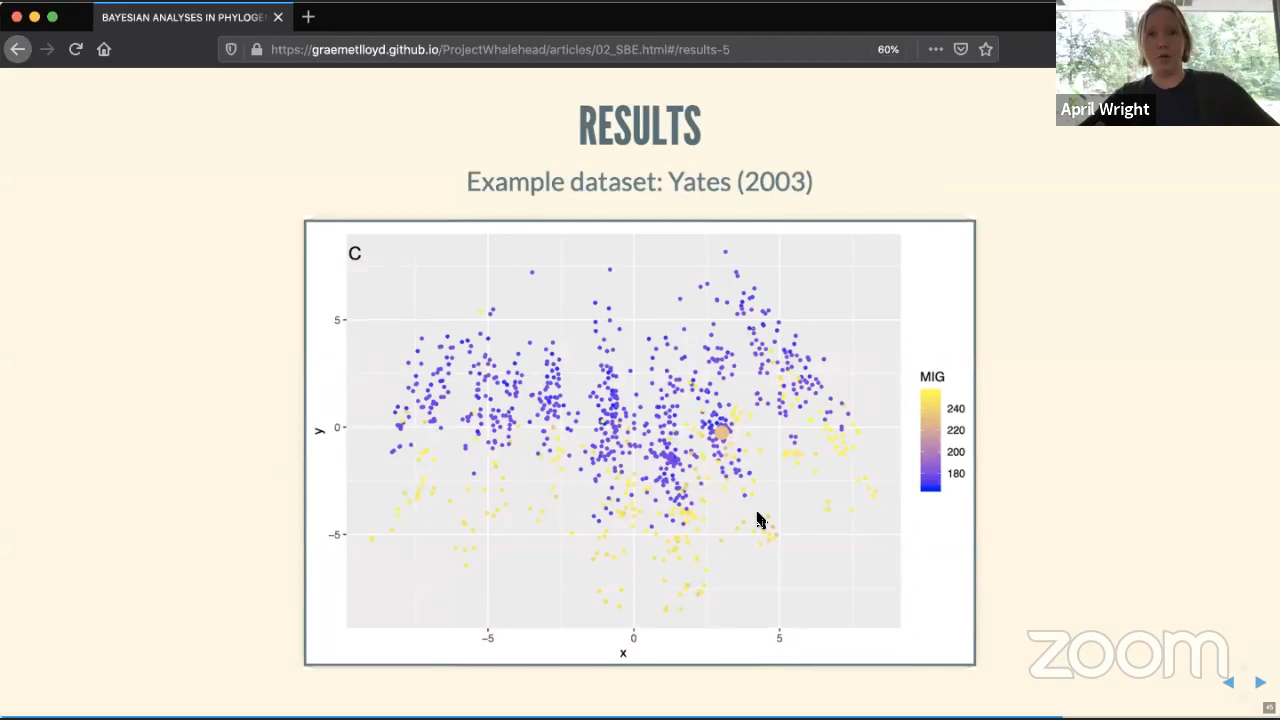 BAYESIAN ANALYSES IN PHYLOGE
https://graemetlloyd.github.io/ProjectWhalehead/articles/02_SBE.html#/results-5
60%
April Wright
RESULTS
Example dataset: Yates (2003)
C
5
0
−5
y
−5
0
5
x
MIG
240
220
200
180
zoom
45